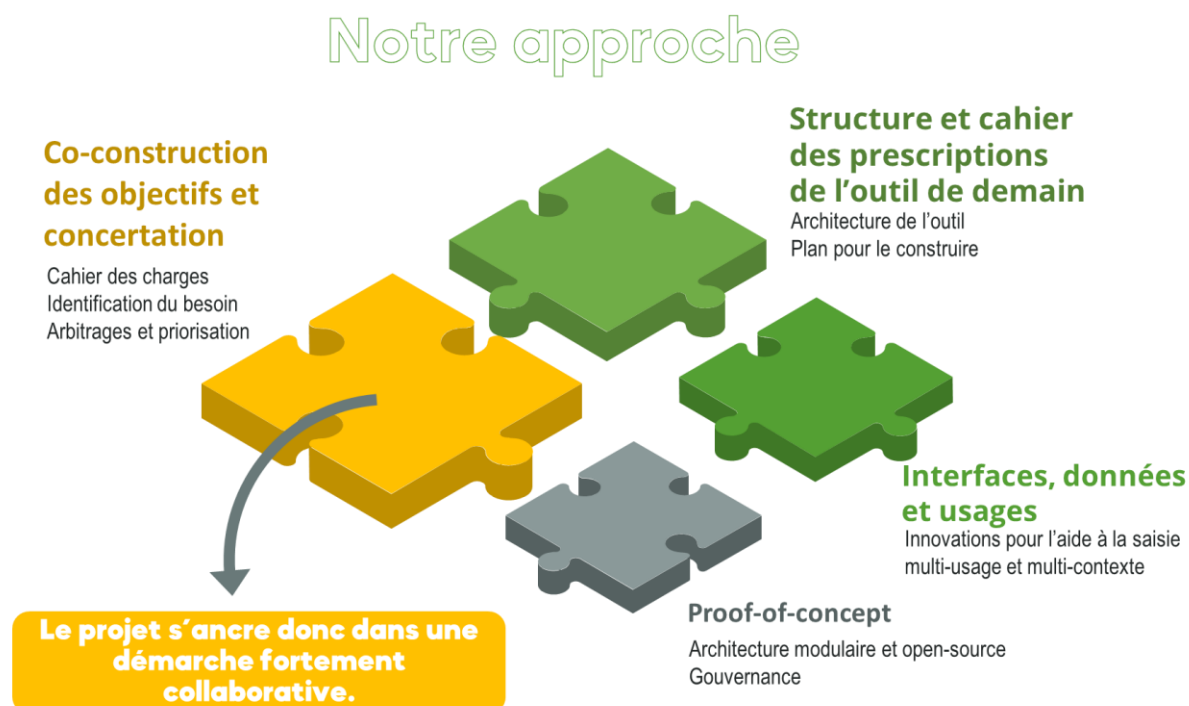 Notre approche
Co-construction
des objectifs et
concertation
Cahier des charges
Identification du besoin
Arbitrages et priorisation
Structure et cahier
des prescriptions
de l’outil de demain
Architecture de l’outil
Plan pour le construire
Interfaces, données
et usages
Innovations pour l’aide à la saisie
multi-usage et multi-contexte
Proof-of-concept
Architecture modulaire et open-source
Gouvernance
Le projet s’ancre donc dans une
démarche fortement
collaborative.